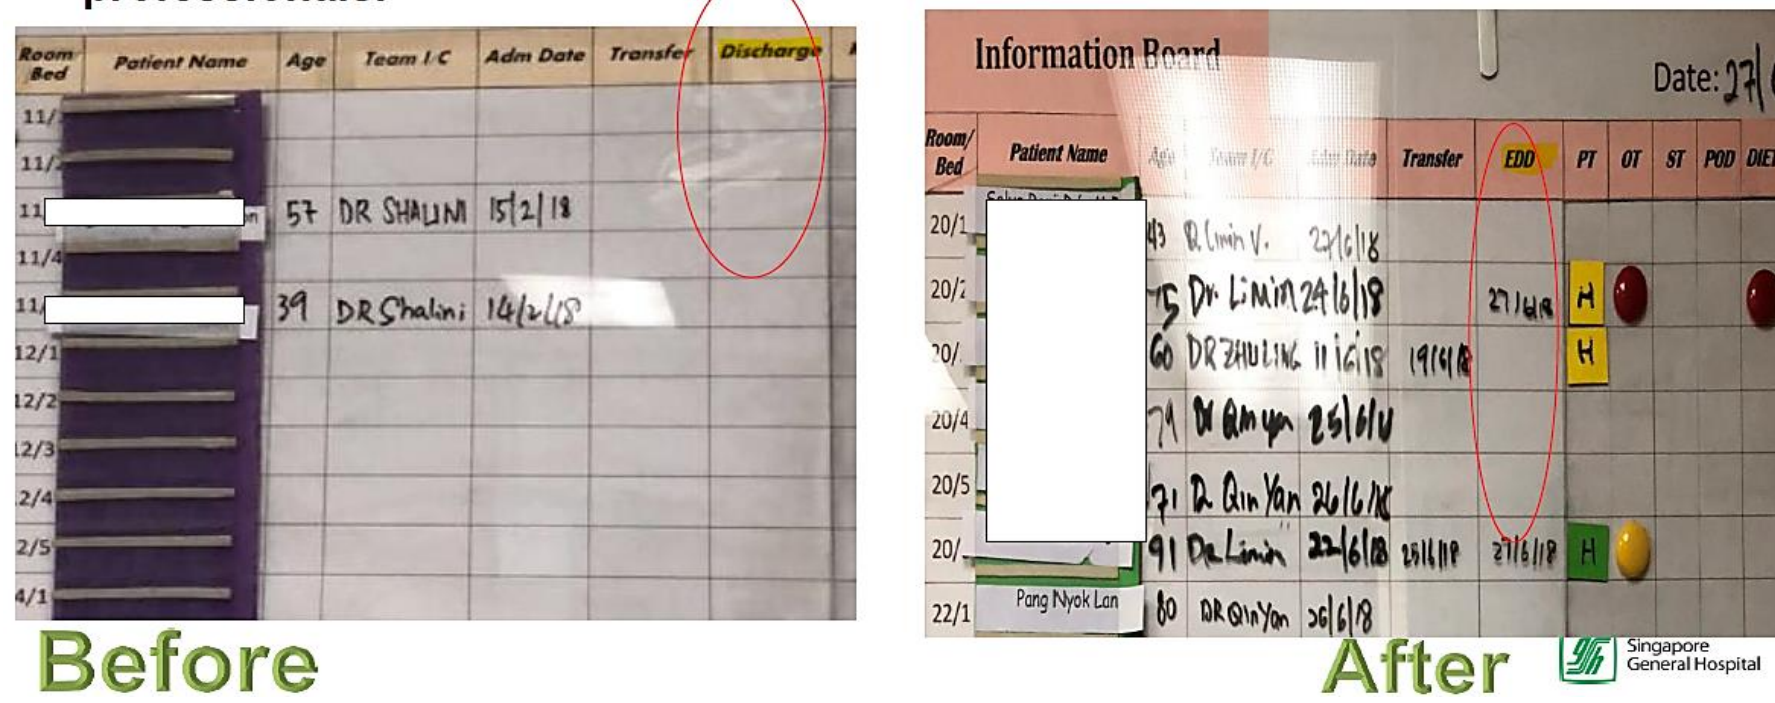 professionals.
Room/ Bed Patient Name Age Team I/C Adm Date Transfer Discharge
11/
11/2
11 57 DR SHALINI 15/2/18
11/4
11/ 39 DR Shalini 14/2/18
12/1
12/2
12/3
2/4
2/5
4/1
Before
Information Board
Date: 27/
Room/ Bed Patient Name Age Team I/C Adm Date Transfer EDD PT OT ST POD DIET
20/1 43 27/6/18
20/2 75 Dr. Limin 24/6/18 27/6/18 H
20/ 60 DR ZHULING 11/6/18 19/6/18 H
20/4 79 25/6/
20/5 71 Qin Yan 26/6/18
20/ 91 Dr Limin 22/6/18 25/6/18 27/6/18 H
22/1 Pang Nyok Lan 80 DR Qin Yan 26/6/18
After
Singapore
General Hospital